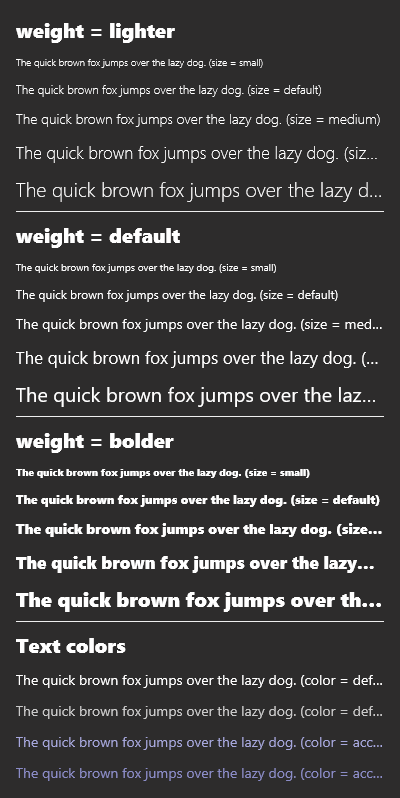 weight = lighter
The quick brown fox jumps over the lazy dog. (size = small)
The quick brown fox jumps over the lazy dog. (size = default)
The quick brown fox jumps over the lazy dog. (size = medium)
The quick brown fox jumps over the lazy dog. (siz...
The quick brown fox jumps over the lazy d...
weight = default
The quick brown fox jumps over the lazy dog. (size = small)
The quick brown fox jumps over the lazy dog. (size = default)
The quick brown fox jumps over the lazy dog. (size = med...
The quick brown fox jumps over the lazy dog. (...
The quick brown fox jumps over the laz...
weight = bolder
The quick brown fox jumps over the lazy dog. (size = small)
The quick brown fox jumps over the lazy dog. (size = default)
The quick brown fox jumps over the lazy dog. (size...
The quick brown fox jumps over the lazy...
The quick brown fox jumps over th...
Text colors
The quick brown fox jumps over the lazy dog. (color = def...
The quick brown fox jumps over the lazy dog. (color = def...
The quick brown fox jumps over the lazy dog. (color = acc...
The quick brown fox jumps over the lazy dog. (color = acc...